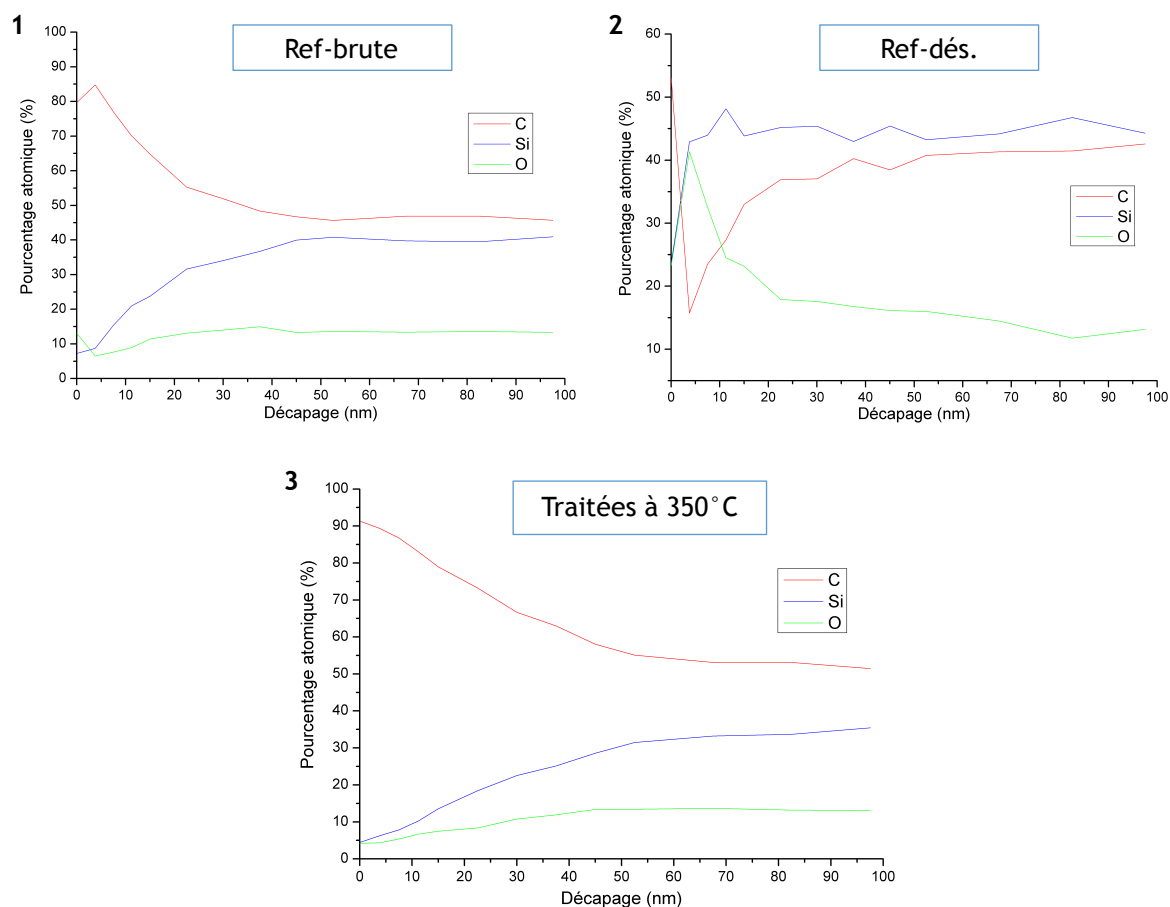 1
Ref-brute
Pourcentage atomique (%)
100
90
80
70
60
50
40
30
20
10
0
C
Si
O
0 10 20 30 40 50 60 70 80 90 100
Décapage (nm)
2
Ref-dés.
Pourcentage atomique (%)
60
50
40
30
20
10
C
Si
O
0 10 20 30 40 50 60 70 80 90 100
Décapage (nm)
3
Traitées à 350°C
Pourcentage atomique (%)
100
90
80
70
60
50
40
30
20
10
0
C
Si
O
0 10 20 30 40 50 60 70 80 90 100
Décapage (nm)